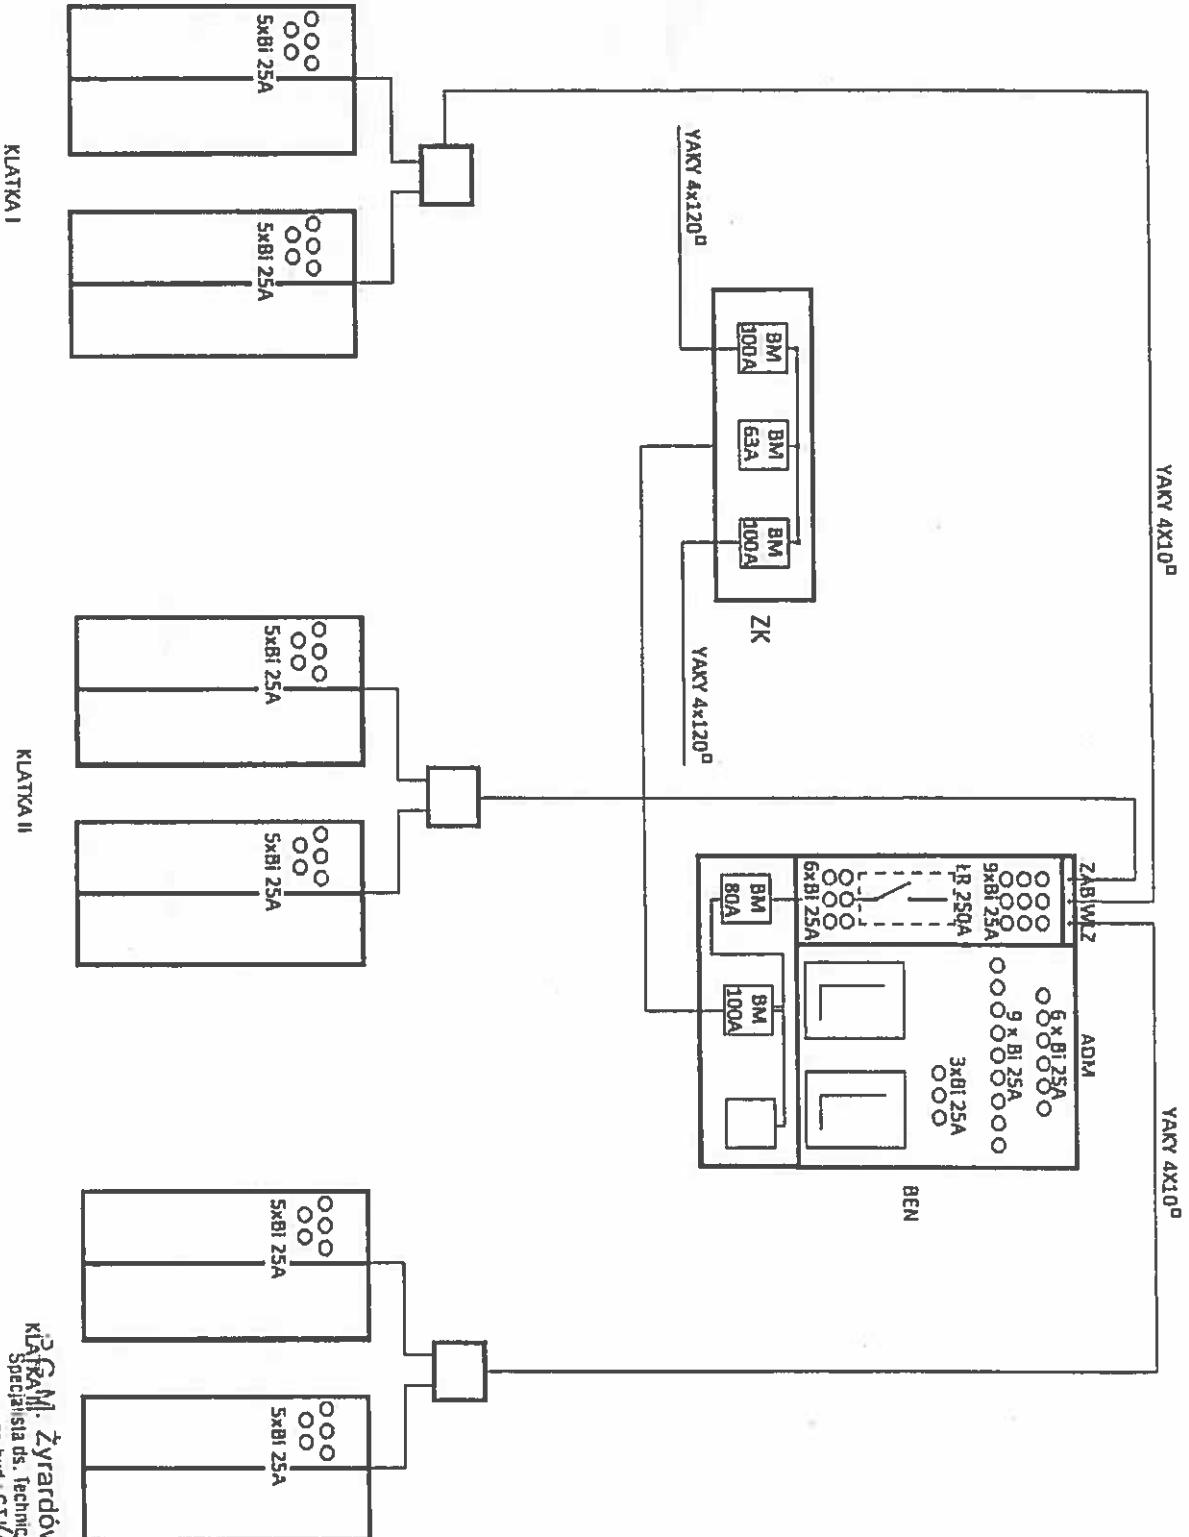 YAKY 4X10□
YAKY 4X10□
ZAB WLZ
ADM
9xBi 25A
ŁR 250A
6xBi 25A
6 x Bi 25A
9 x Bi 25A
3xBi 25A
BEN
BM
80A
BM
100A
YAKY 4x120□
BM
100A
BM
63A
BM
100A
ZK
YAKY 4x120□
5xBi 25A
5xBi 25A
KLATKA I
5xBi 25A
5xBi 25A
KLATKA II
5xBi 25A
5xBi 25A
KLATKA III
P.G.M. Żyrardów
Specjalista ds. Technic